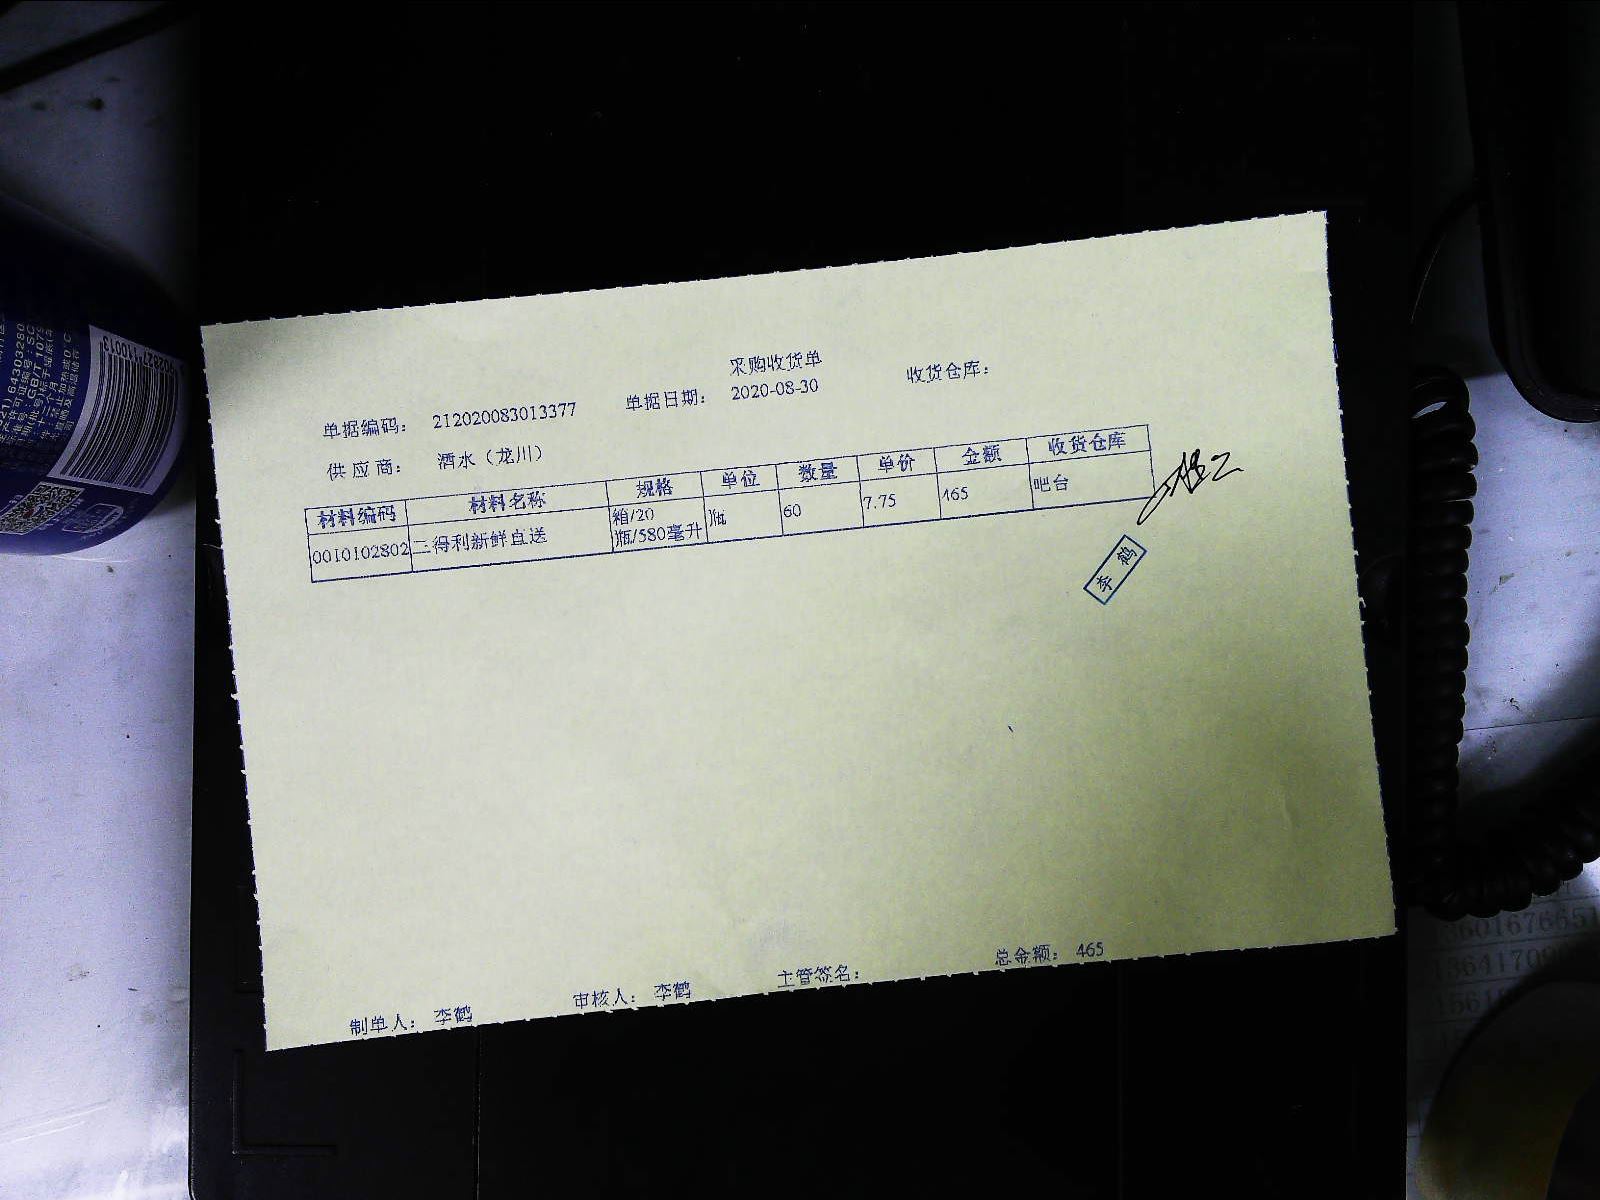 采购收货单
单据编码： 212020083013377 单据日期： 2020-08-30 收货仓库：
供应商： 酒水（龙川）
材料编码 材料名称 规格 单位 数量 单价 金额 收货仓库
0010102802 三得利新鲜直送 箱/20瓶/580毫升 瓶 60 7.75 465 吧台
李鹤
制单人： 李鹤 审核人： 李鹤 主管签名： 总金额： 465